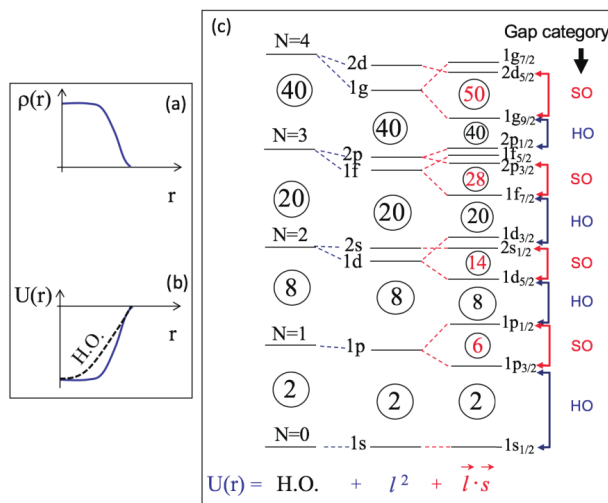 (a)
ρ(r)
r
(b)
U(r)
r
H.O.
(c)
Gap category
N=4
2d
1g
1g7/2
2d5/2
40
50
SO
1g9/2
40
40
HO
2p1/2
N=3
2p
1f
1f5/2
2p3/2
28
SO
1f7/2
20
20
20
HO
1d3/2
N=2
2s
1d
2s1/2
14
SO
1d5/2
8
8
8
HO
1p1/2
N=1
1p
6
SO
1p3/2
2
2
2
HO
N=0
1s
1s1/2
U(r) = H.O. + l² + l·s